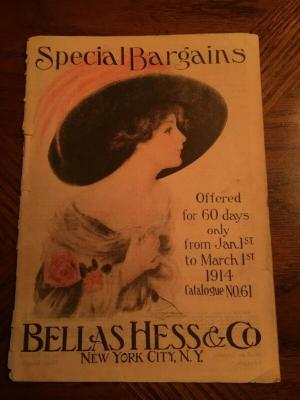 Special Bargains
Offered
for 60 days
only
from Jan.1ST
to March 1ST
1914
Catalogue NO.61
BELLAS HESS & CO
NEW YORK CITY, N.Y.